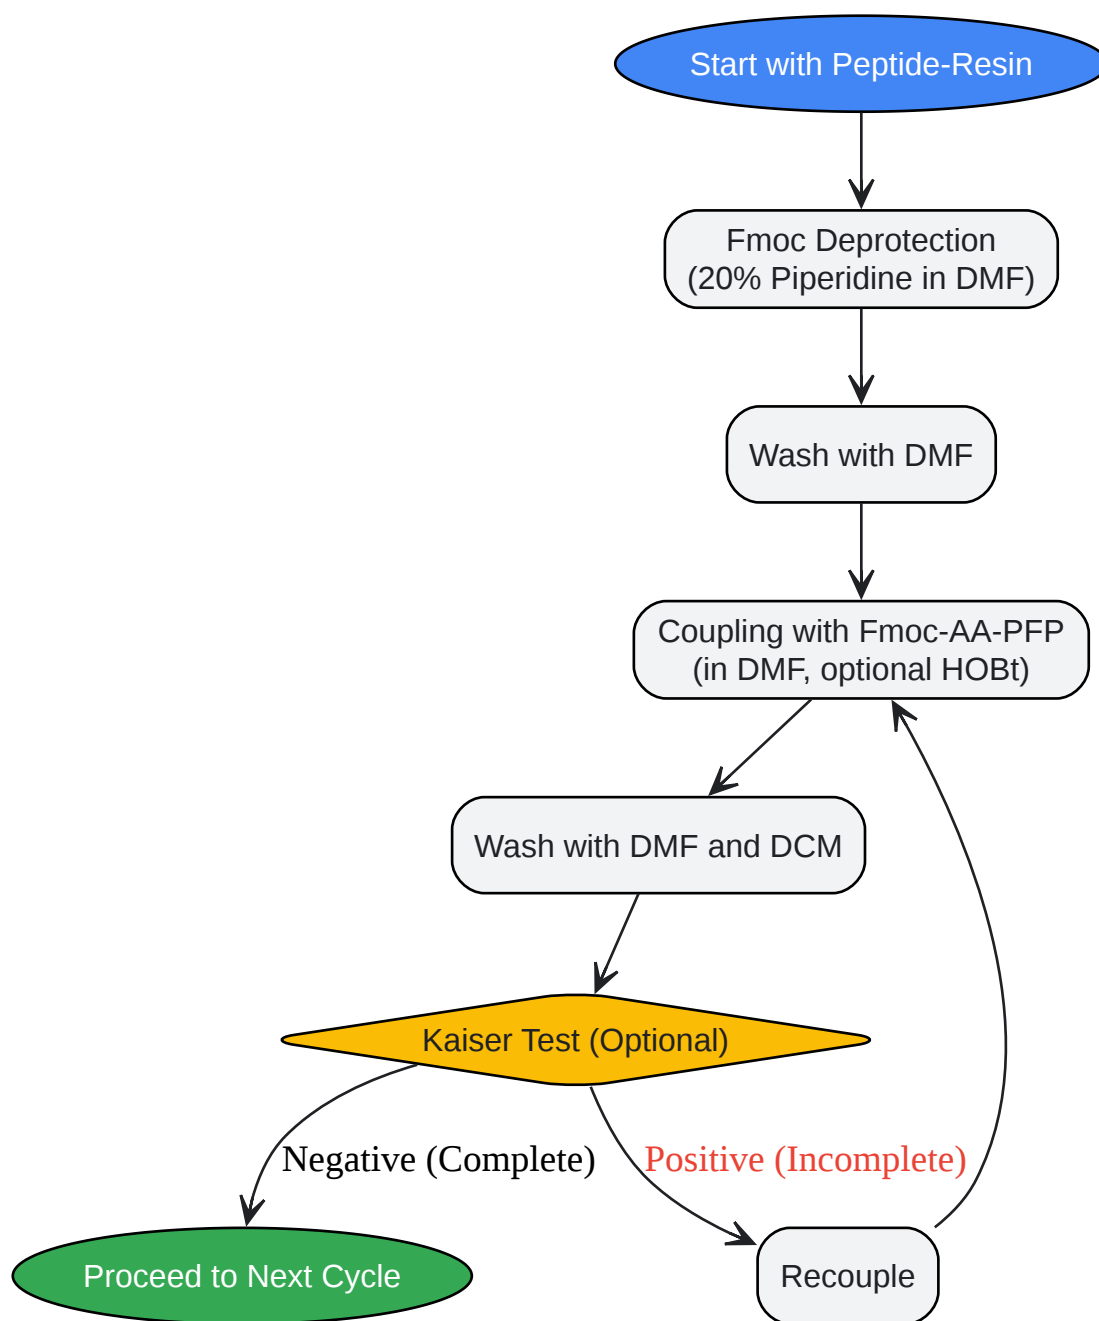 Start with Peptide-Resin
Fmoc Deprotection
(20% Piperidine in DMF)
Wash with DMF
Coupling with Fmoc-AA-PFP
(in DMF, optional HOBt)
Wash with DMF and DCM
Kaiser Test (Optional)
Negative (Complete)
Positive (Incomplete)
Proceed to Next Cycle
Recouple